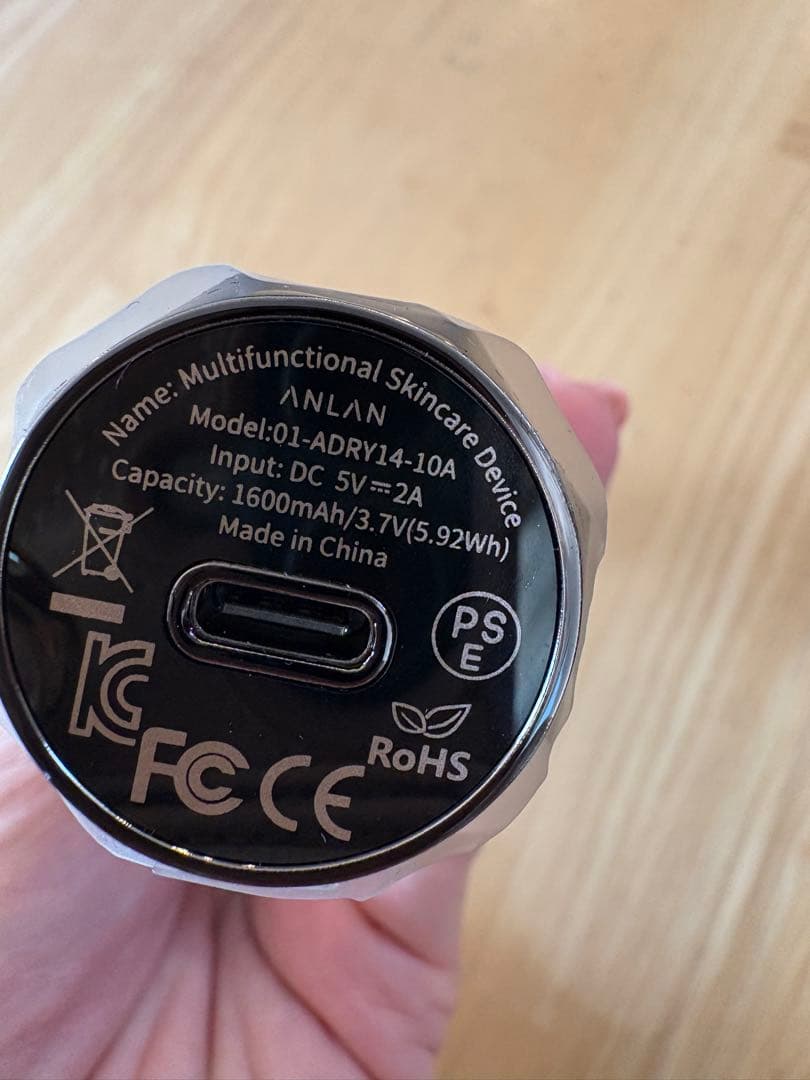 Name: Multifunctional Skincare Device
ANLAN
Model:01-ADRY14-10A
Input: DC 5V⎓2A
Capacity: 1600mAh/3.7V(5.92Wh)
Made in China
PS
E
KC
RoHS
FC CE